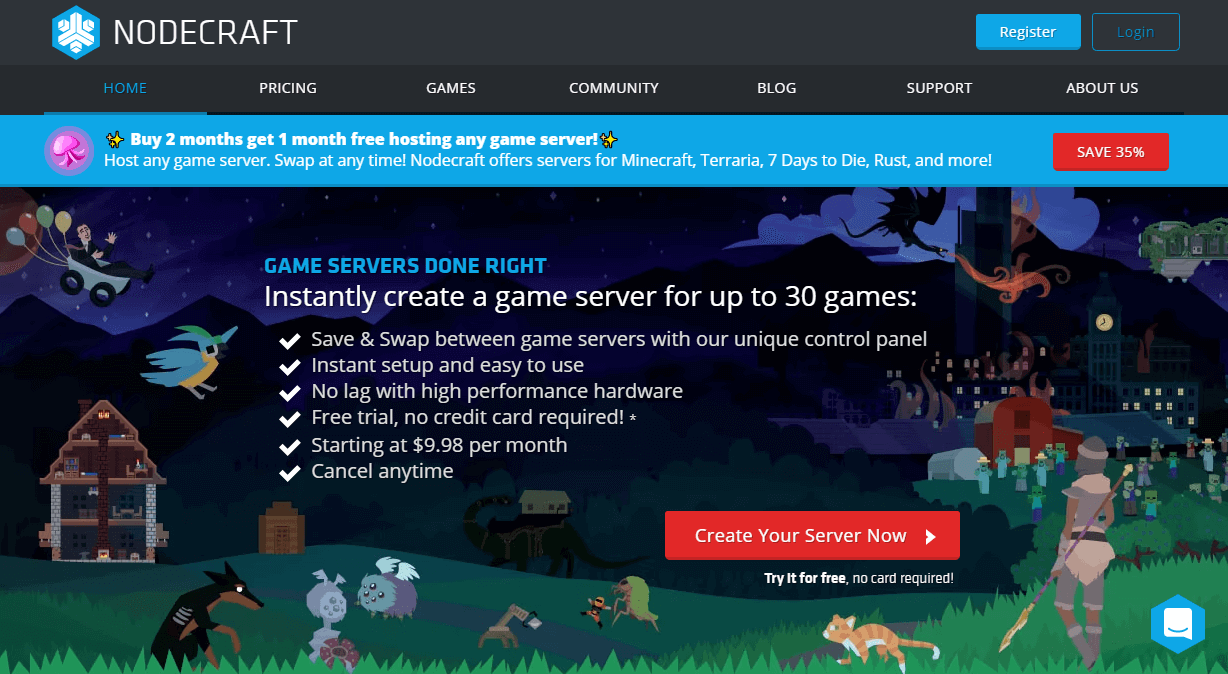 NODECRAFT
Register
Login
HOME
PRICING
GAMES
COMMUNITY
BLOG
SUPPORT
ABOUT US
✨ Buy 2 months get 1 month free hosting any game server!✨
Host any game server. Swap at any time! Nodecraft offers servers for Minecraft, Terraria, 7 Days to Die, Rust, and more!
SAVE 35%
GAME SERVERS DONE RIGHT
Instantly create a game server for up to 30 games:
Save & Swap between game servers with our unique control panel
Instant setup and easy to use
No lag with high performance hardware
Free trial, no credit card required! *
Starting at $9.98 per month
Cancel anytime
Create Your Server Now
Try it for free, no card required!